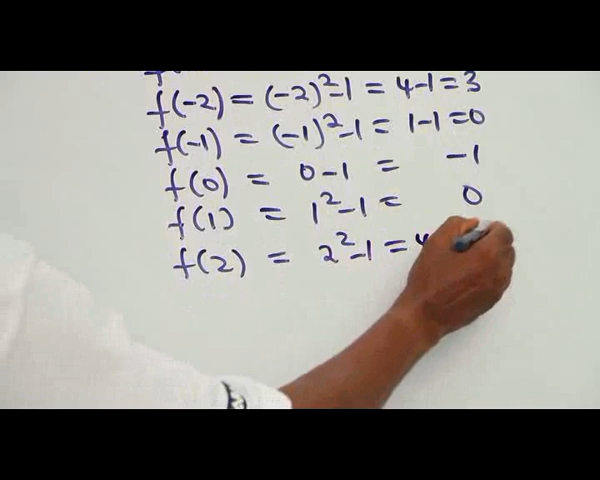 f(-2) = (-2)²-1 = 4-1=3
f(-1) = (-1)²-1 = 1-1=0
f(0) = 0-1 = -1
f(1) = 1²-1 = 0
f(2) = 2²-1 = 4